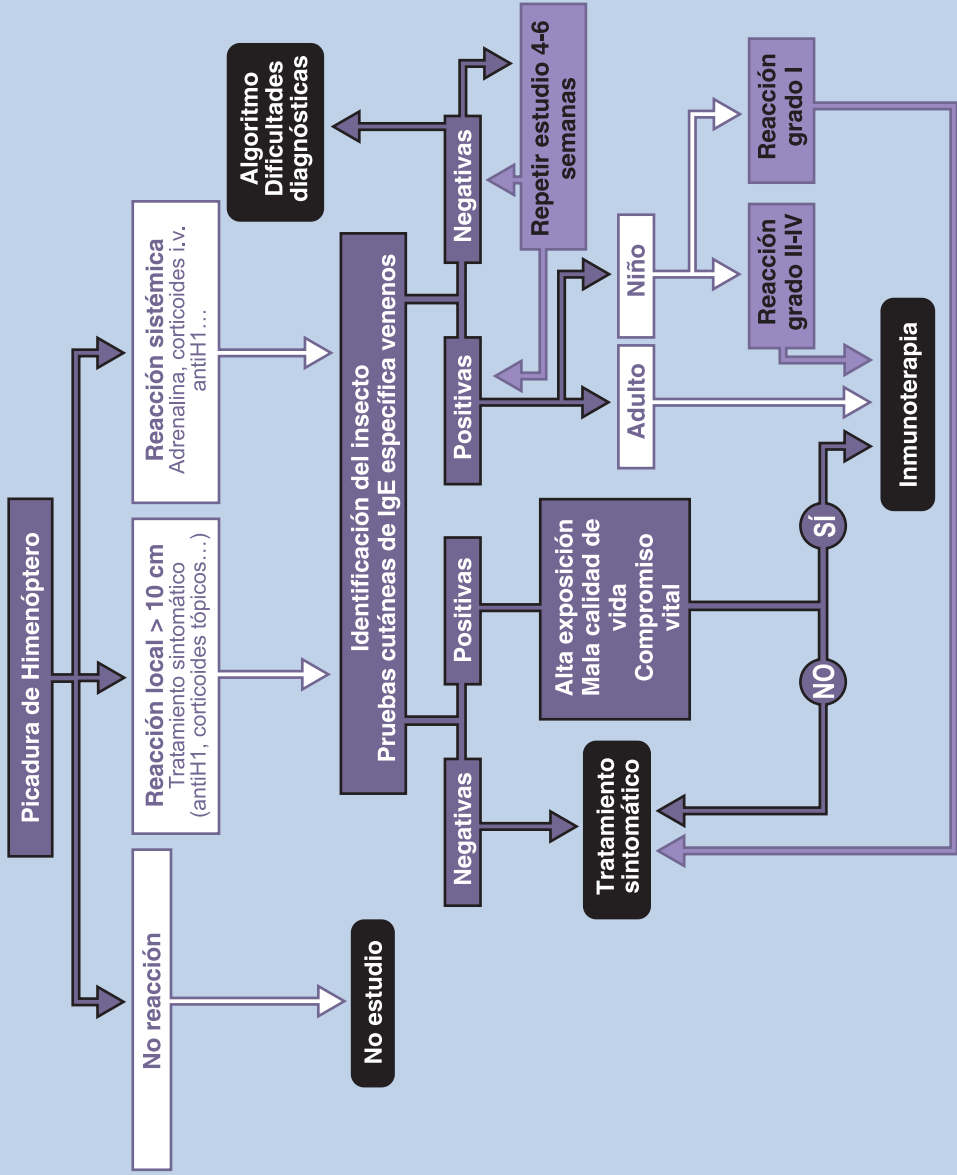 Picadura de Himenóptero
No reacción
Reacción local > 10 cm
Tratamiento sintomático
(antiH1, corticoides tópicos...)
Reacción sistémica
Adrenalina, corticoides i.v.
antiH1...
No estudio
Identificación del insecto
Pruebas cutáneas de IgE específica venenos
Algoritmo
Dificultades
diagnósticas
Negativas
Positivas
Positivas
Negativas
Repetir estudio 4-6
semanas
Tratamiento
sintomático
Alta exposición
Mala calidad de
vida
Compromiso
vital
Adulto
Niño
Reacción
grado II-IV
Reacción
grado I
NO
SÍ
Inmunoterapia